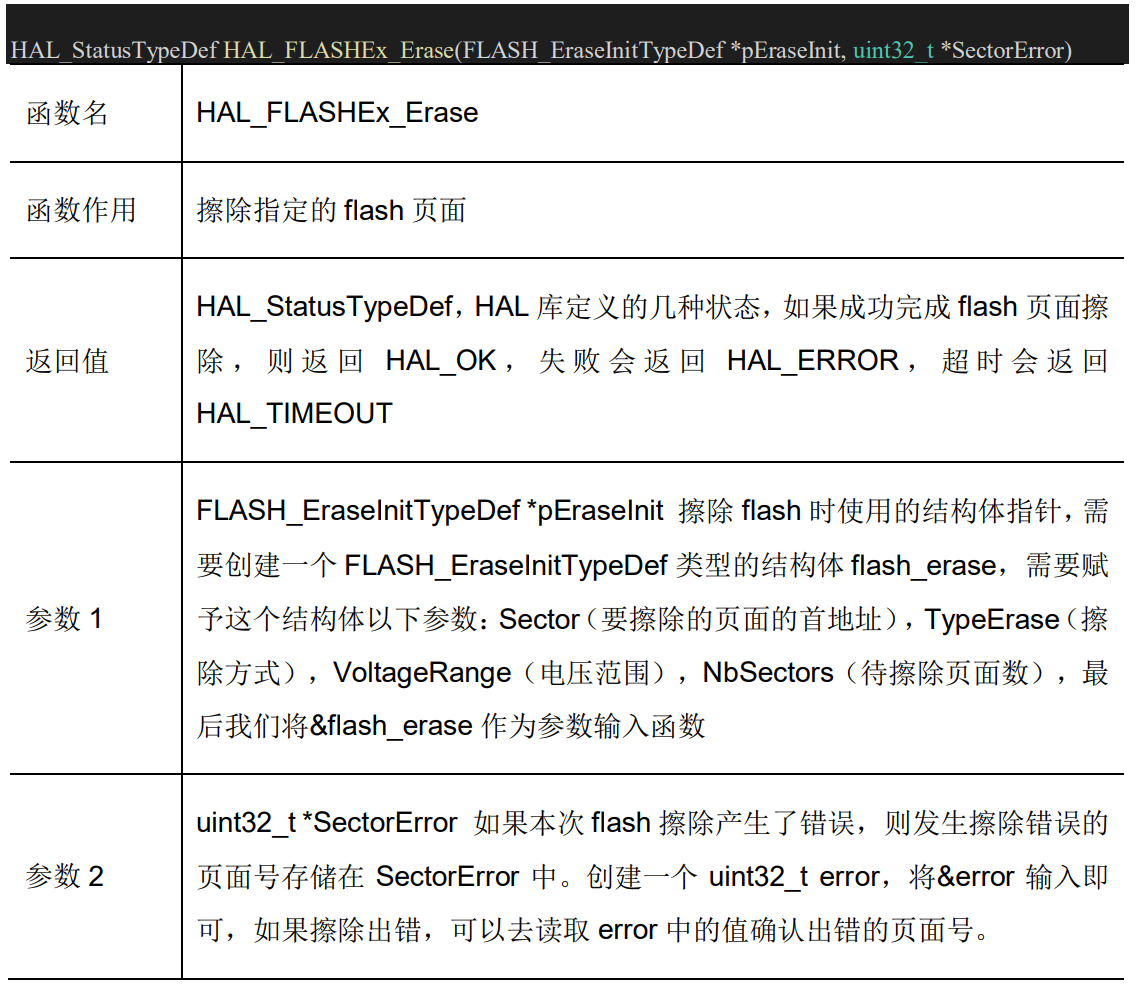 HAL_StatusTypeDef HAL_FLASHEx_Erase(FLASH_EraseInitTypeDef *pEraseInit, uint32_t *SectorError)
函数名
HAL_FLASHEx_Erase
函数作用
擦除指定的 flash 页面
返回值
HAL_StatusTypeDef，HAL 库定义的几种状态，如果成功完成 flash 页面擦
除，则返回 HAL_OK，失败会返回 HAL_ERROR，超时会返回
HAL_TIMEOUT
参数 1
FLASH_EraseInitTypeDef *pEraseInit 擦除 flash 时使用的结构体指针，需
要创建一个 FLASH_EraseInitTypeDef 类型的结构体 flash_erase，需要赋
予这个结构体以下参数：Sector（要擦除的页面的首地址），TypeErase（擦
除方式），VoltageRange（电压范围），NbSectors（待擦除页面数），最
后我们将&flash_erase 作为参数输入函数
参数 2
uint32_t *SectorError 如果本次 flash 擦除产生了错误，则发生擦除错误的
页面号存储在 SectorError 中。创建一个 uint32_t error，将&error 输入即
可，如果擦除出错，可以去读取 error 中的值确认出错的页面号。